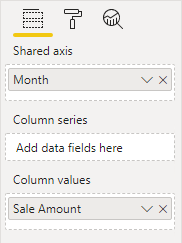 Shared axis
Month
Column series
Add data fields here
Column values
Sale Amount